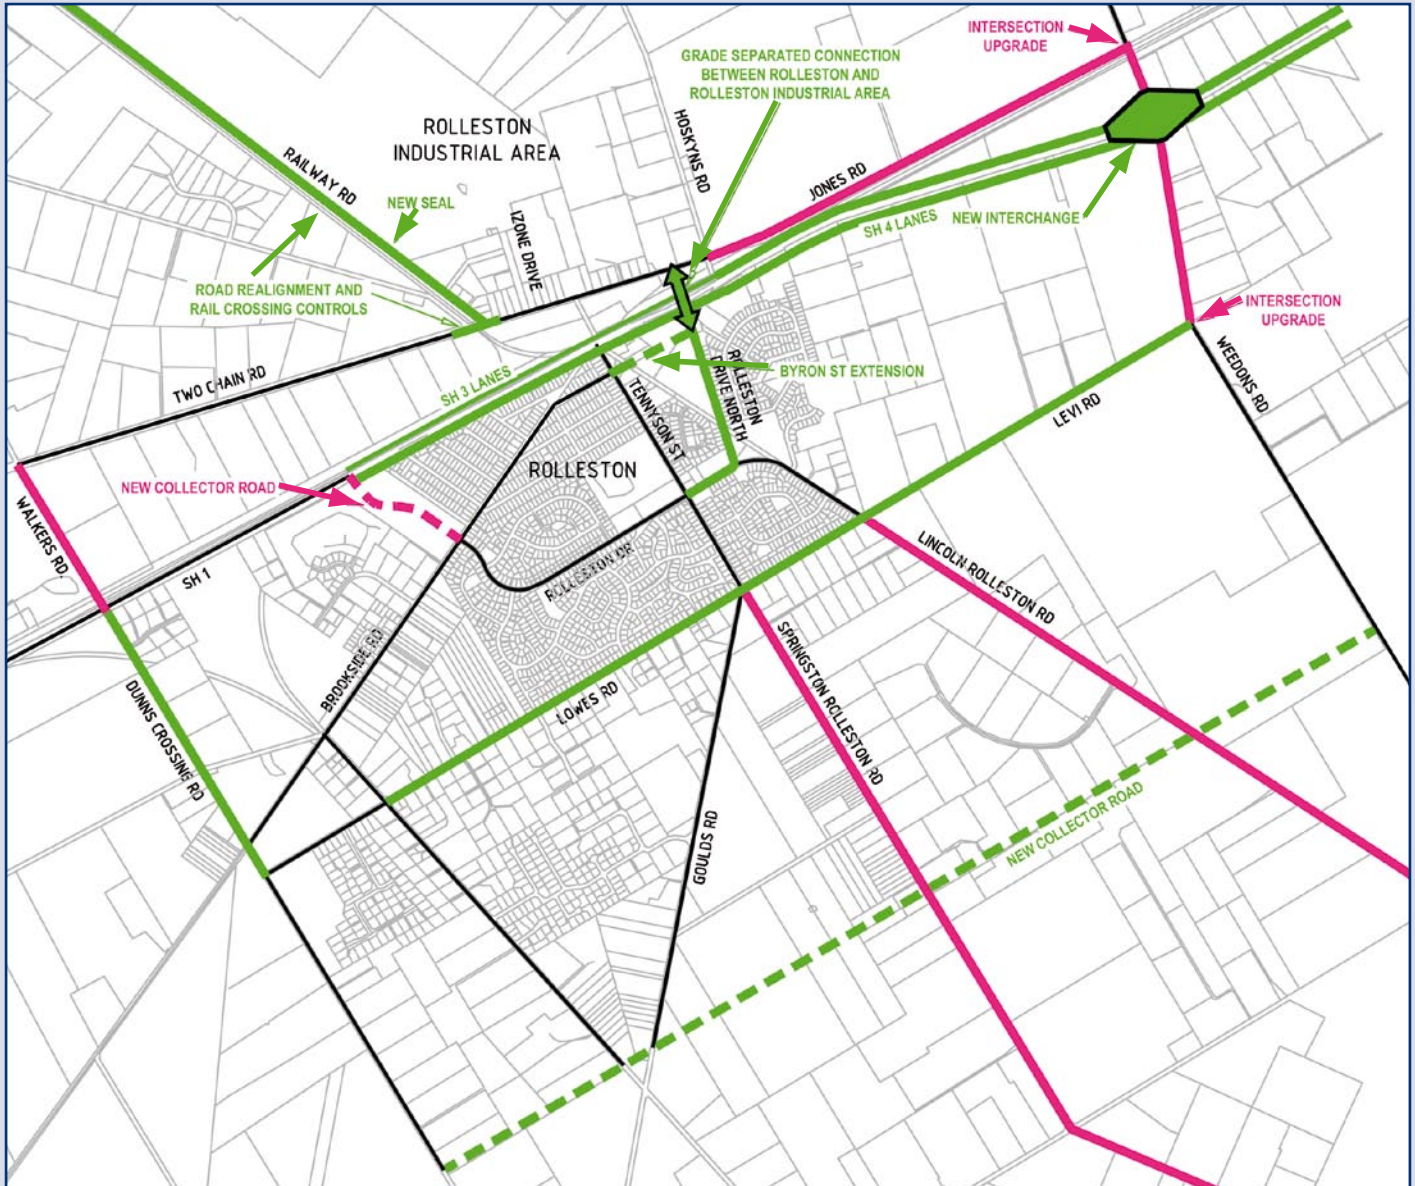 INTERSECTION
UPGRADE
GRADE SEPARATED CONNECTION
BETWEEN ROLLESTON AND
ROLLESTON INDUSTRIAL AREA
ROLLESTON
INDUSTRIAL AREA
HOSKYNS RD
RAILWAY RD
JONES RD
NEW SEAL
IZONE DRIVE
SH 4 LANES
NEW INTERCHANGE
ROAD REALIGNMENT AND
RAIL CROSSING CONTROLS
INTERSECTION
UPGRADE
TWO CHAIN RD
SH 3 LANES
ROLLESTON
DRIVE NORTH
BYRON ST EXTENSION
WEEDONS RD
TENNYSON ST
LEVI RD
ROLLESTON
NEW COLLECTOR ROAD
WALKERS RD.
SH 1
ROLLESTON DR
LINCOLN ROLLESTON RD
BROOKSIDE RD
SPRINGSTON ROLLESTON RD
DUNNS CROSSING RD
LOWES RD
GOULDS RD
NEW COLLECTOR ROAD